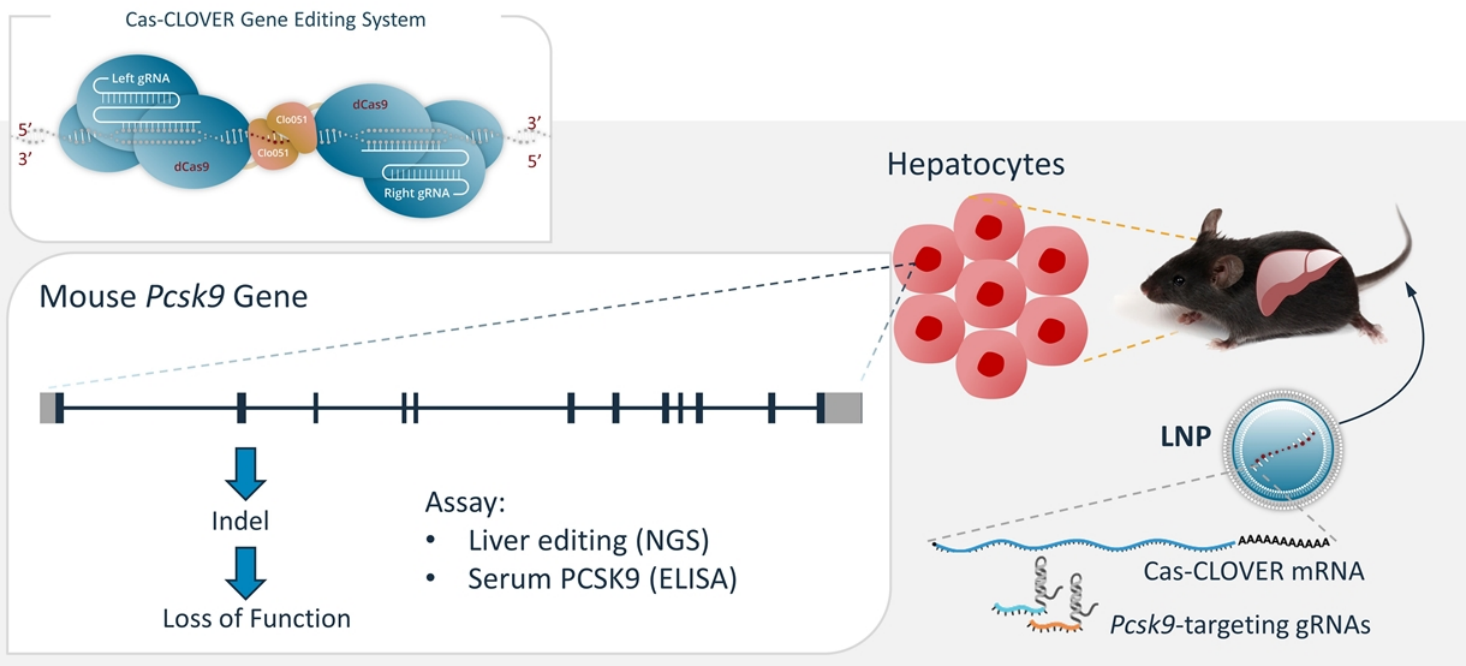 Cas-CLOVER Gene Editing System
Left gRNA
dCas9
Clo051
Clo051
dCas9
Right gRNA
5’
3’
3’
5’
Hepatocytes
Mouse Pcsk9 Gene
Indel
Loss of Function
Assay:
• Liver editing (NGS)
• Serum PCSK9 (ELISA)
LNP
Cas-CLOVER mRNA
Pcsk9-targeting gRNAs